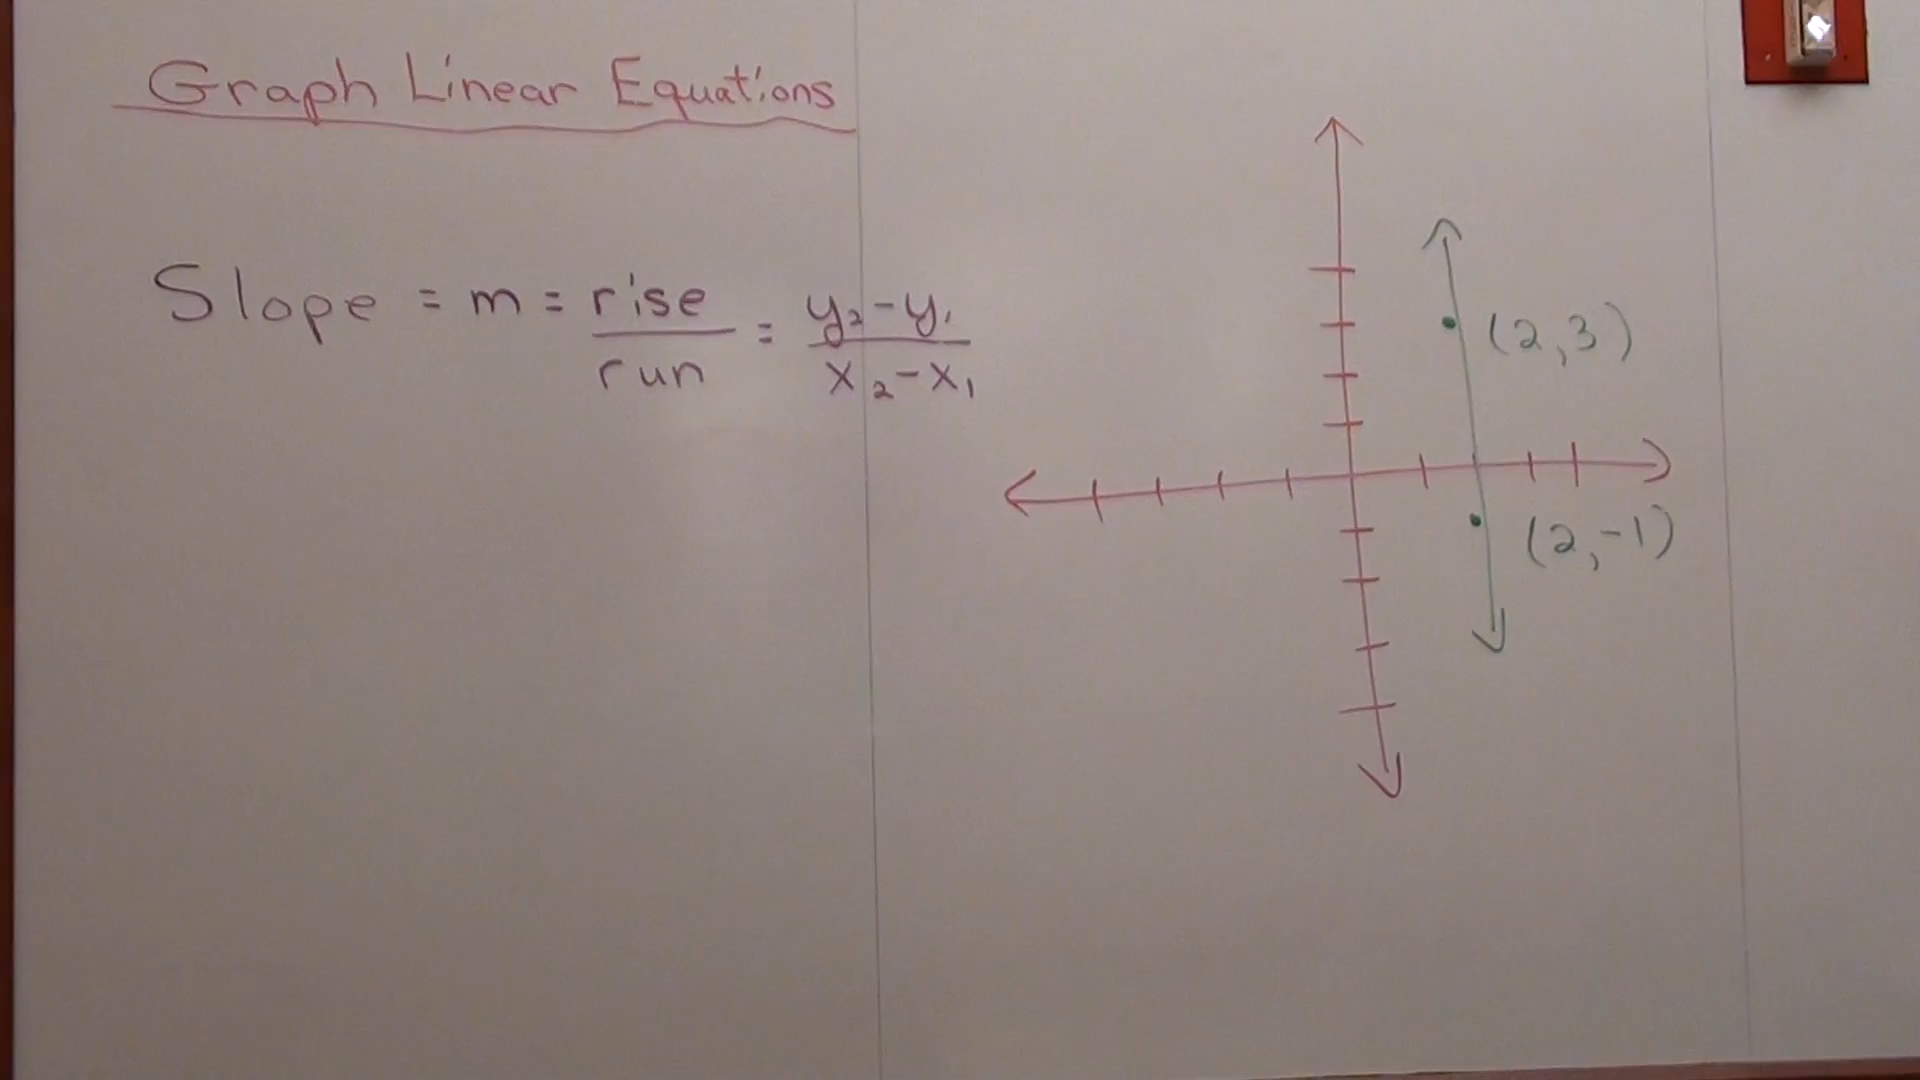 Graph Linear Equations
Slope = m = rise/run = y₂-y₁/x₂-x₁
(2,3)
(2,-1)